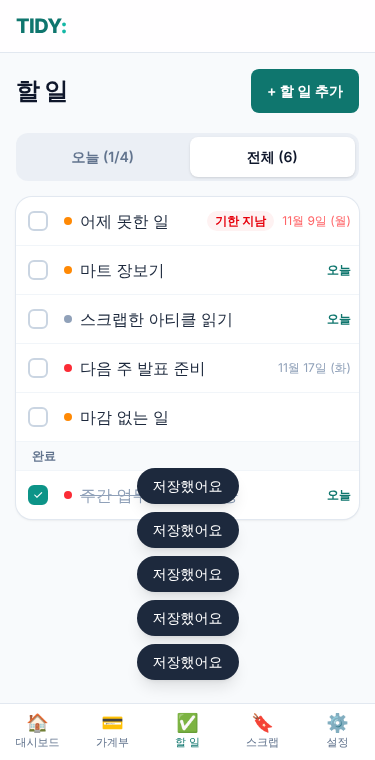 TIDY:
할 일
+ 할 일 추가
오늘 (1/4)
전체 (6)
어제 못한 일 기한 지남 11월 9일 (월)
마트 장보기 오늘
스크랩한 아티클 읽기 오늘
다음 주 발표 준비 11월 17일 (화)
마감 없는 일
완료
주간 오늘
저장했어요
저장했어요
저장했어요
저장했어요
저장했어요
대시보드 가계부 할 일 스크랩 설정